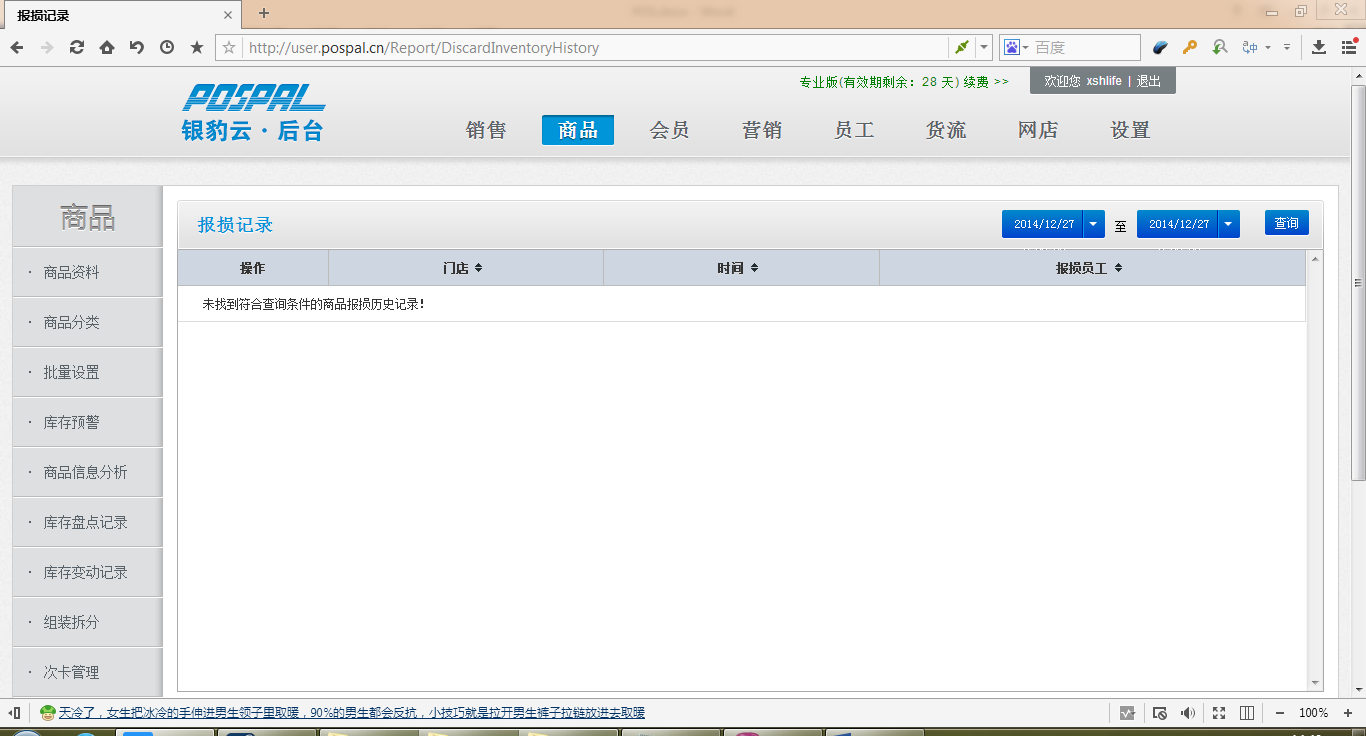 报损记录
http://user.pospal.cn/Report/DiscardInventoryHistory
百度
专业版(有效期剩余：28 天) 续费 >>
欢迎您 xshlife | 退出
POSPAL
银豹云·后台
销售 商品 会员 营销 员工 货流 网店 设置
商品
· 商品资料
· 商品分类
· 批量设置
· 库存预警
· 商品信息分析
· 库存盘点记录
· 库存变动记录
· 组装拆分
· 次卡管理
报损记录
2014/12/27 至 2014/12/27 查询
操作 门店 时间 报损员工
未找到符合查询条件的商品报损历史记录！
天冷了，女生把冰冷的手伸进男生领子里取暖，90%的男生都会反抗，小技巧就是拉开男生裤子拉链放进去取暖
100%